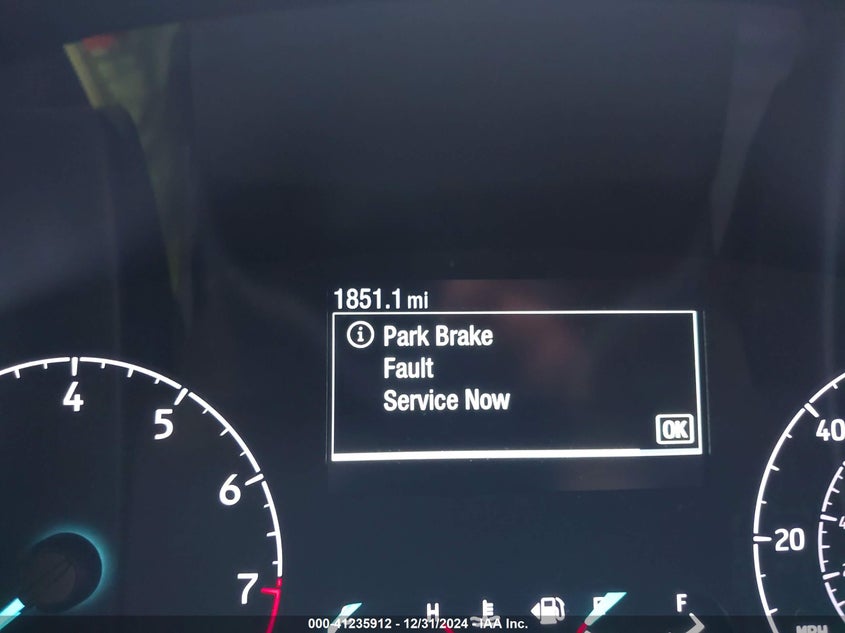 1851.1 mi
Park Brake
Fault
Service Now
OK
4
5
6
7
40
20
H
F
MPH
000-41235912 - 12/31/2024 - IAA Inc.